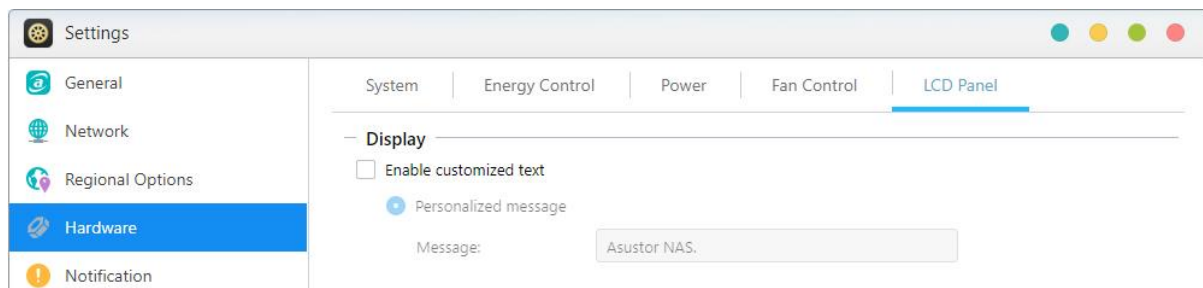 Settings
General
Network
Regional Options
Hardware
Notification
System Energy Control Power Fan Control LCD Panel
Display
Enable customized text
Personalized message
Message: Asustor NAS.